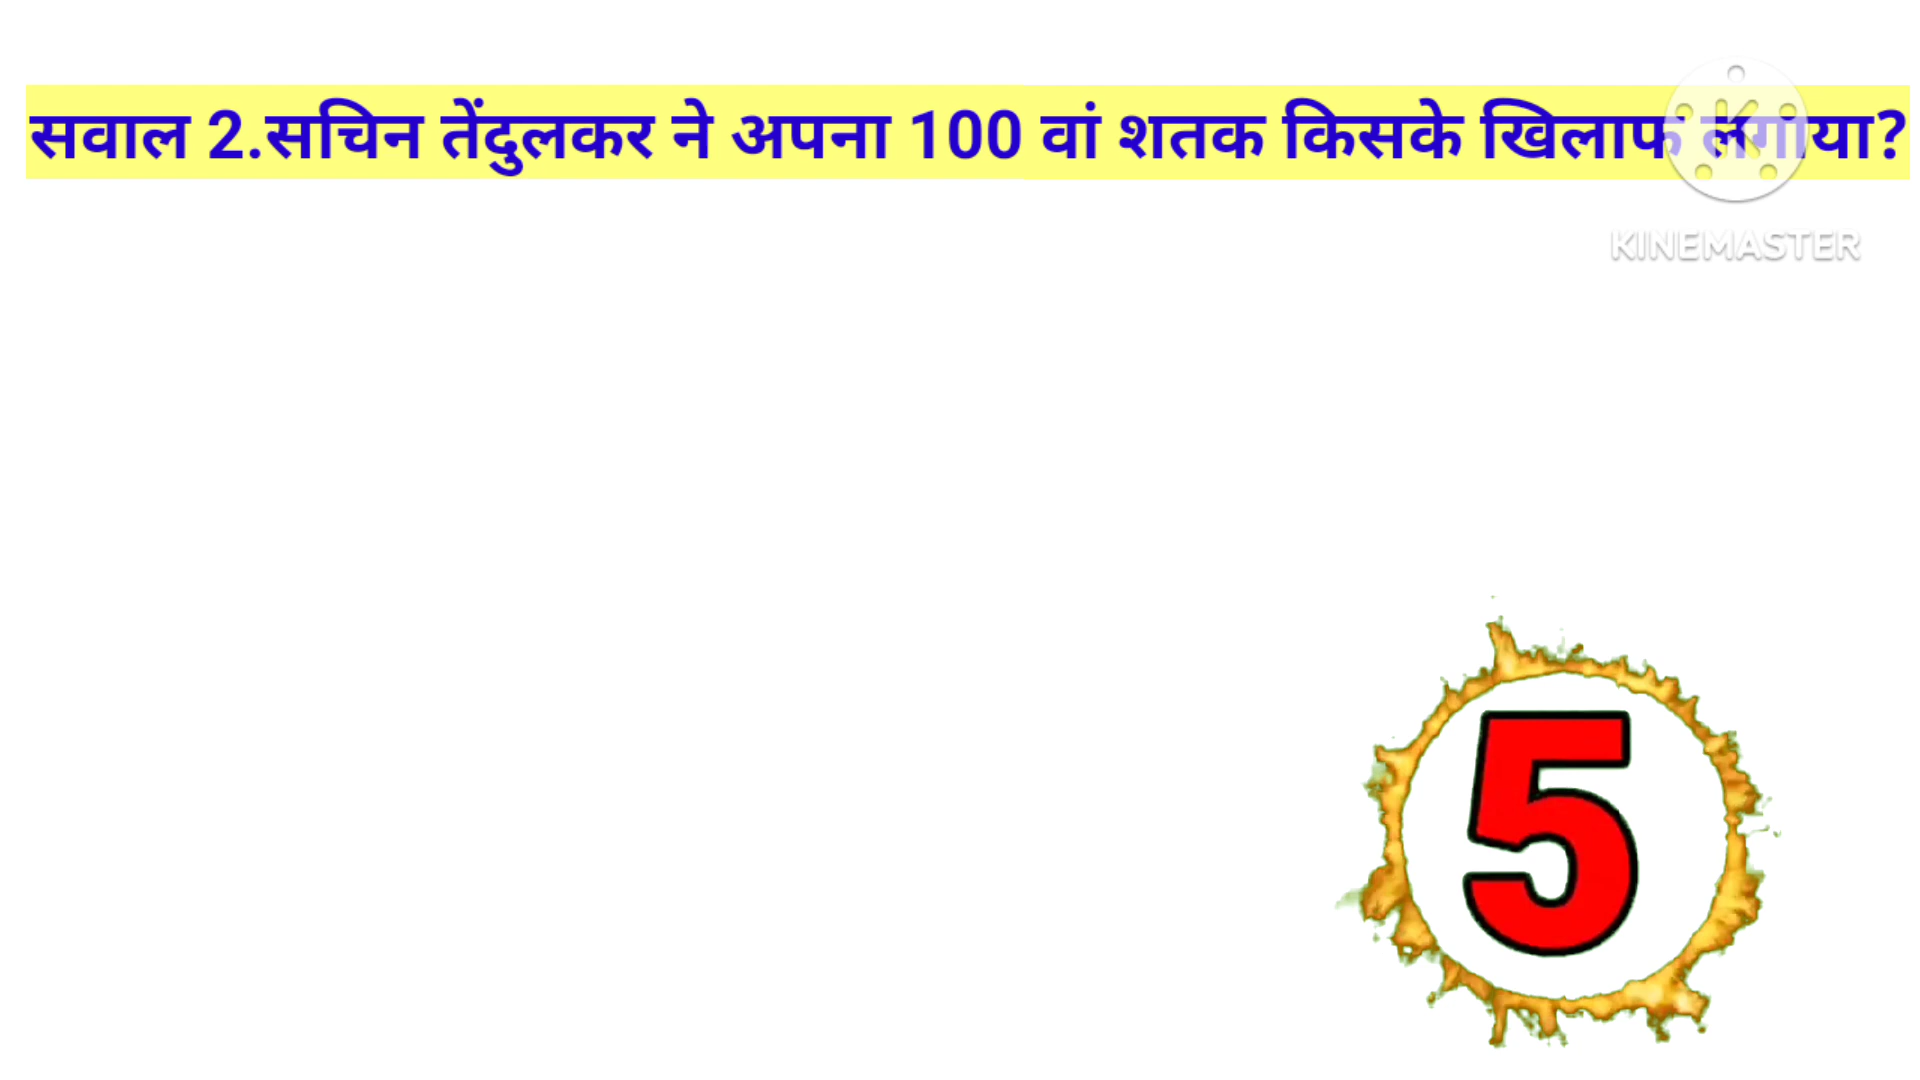 सवाल 2.सचिन तेंदुलकर ने अपना 100 वां शतक किसके खिलाफ लगाया?
K
KINEMASTER
5